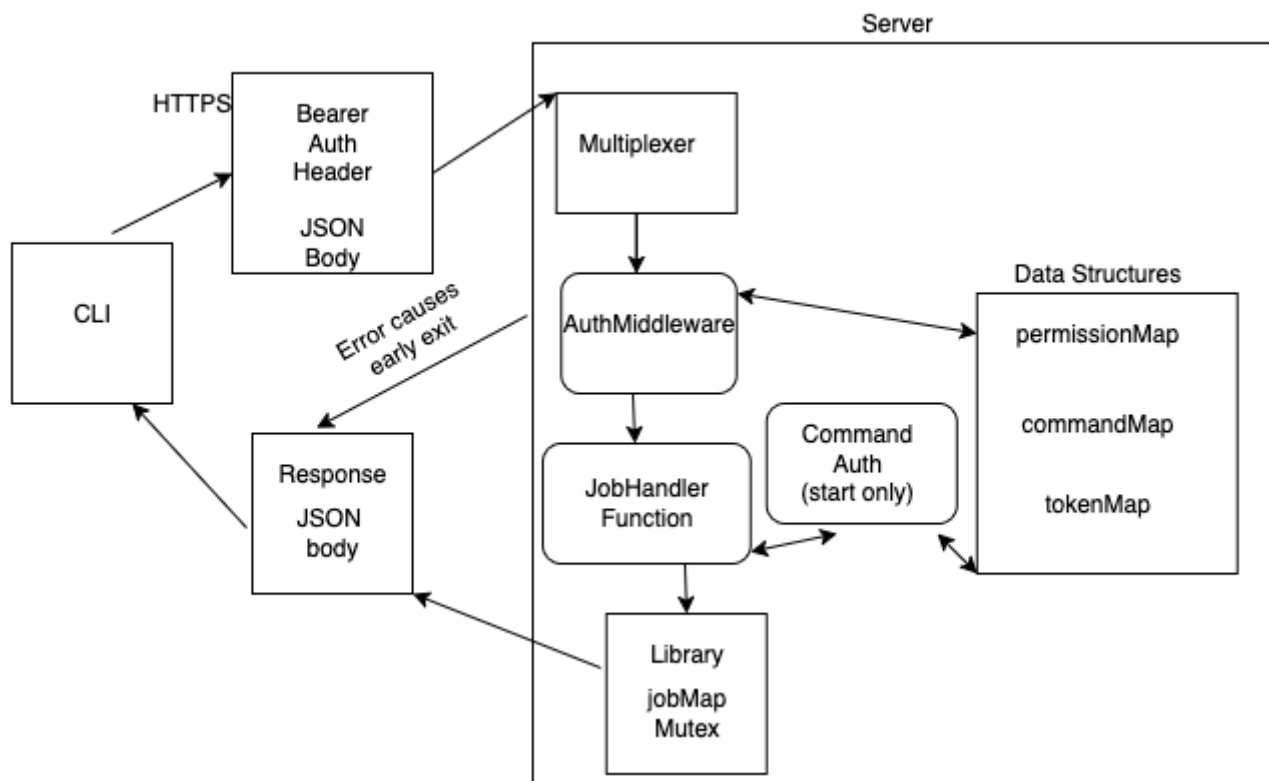 Server
HTTPS
Bearer
Auth
Header
JSON
Body
Multiplexer
CLI
Error causes
early exit
AuthMiddleware
Data Structures
permissionMap
commandMap
tokenMap
Command
Auth
(start only)
JobHandler
Function
Response
JSON
body
Library
jobMap
Mutex